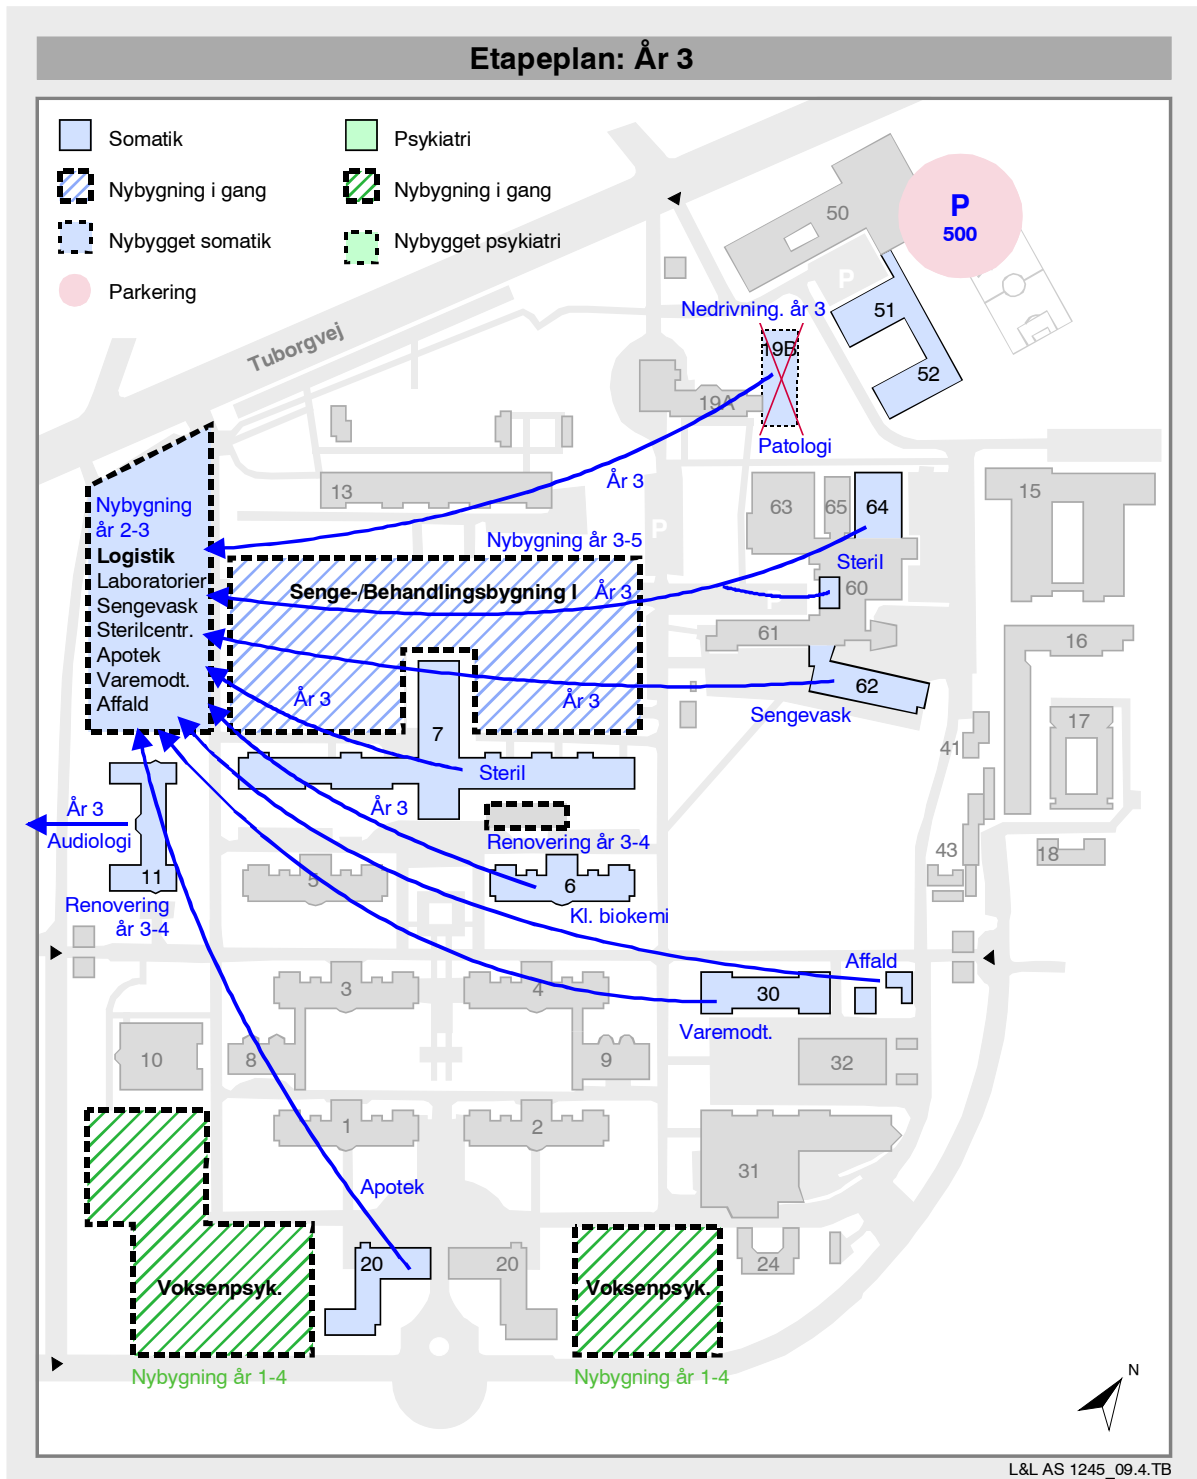 Etapeplan: År 3
Somatik
Psykiatri
Nybygning i gang
Nybygning i gang
Nybygget somatik
Nybygget psykiatri
Parkering
Tuborgvej
50
P
500
P
51
52
Nedrivning. år 3
19B
19A
Patologi
År 3
13
P
63
65
64
15
Nybygning
år 2-3
Logistik
Laboratorier
Sengevask
Sterilcentr.
Apotek
Varemodt.
Affald
Nybygning år 3-5
Senge-/Behandlingsbygning I
År 3
Steril
60
61
16
62
Sengevask
År 3
År 3
7
17
41
Steril
År 3
År 3
Audiologi
Renovering år 3-4
43
18
11
5
6
Renovering
år 3-4
Kl. biokemi
Affald
3
4
30
Varemodt.
10
8
9
32
1
2
31
Apotek
20
20
24
Voksenpsyk.
Voksenpsyk.
Nybygning år 1-4
Nybygning år 1-4
N
L&L AS 1245_09.4.TB